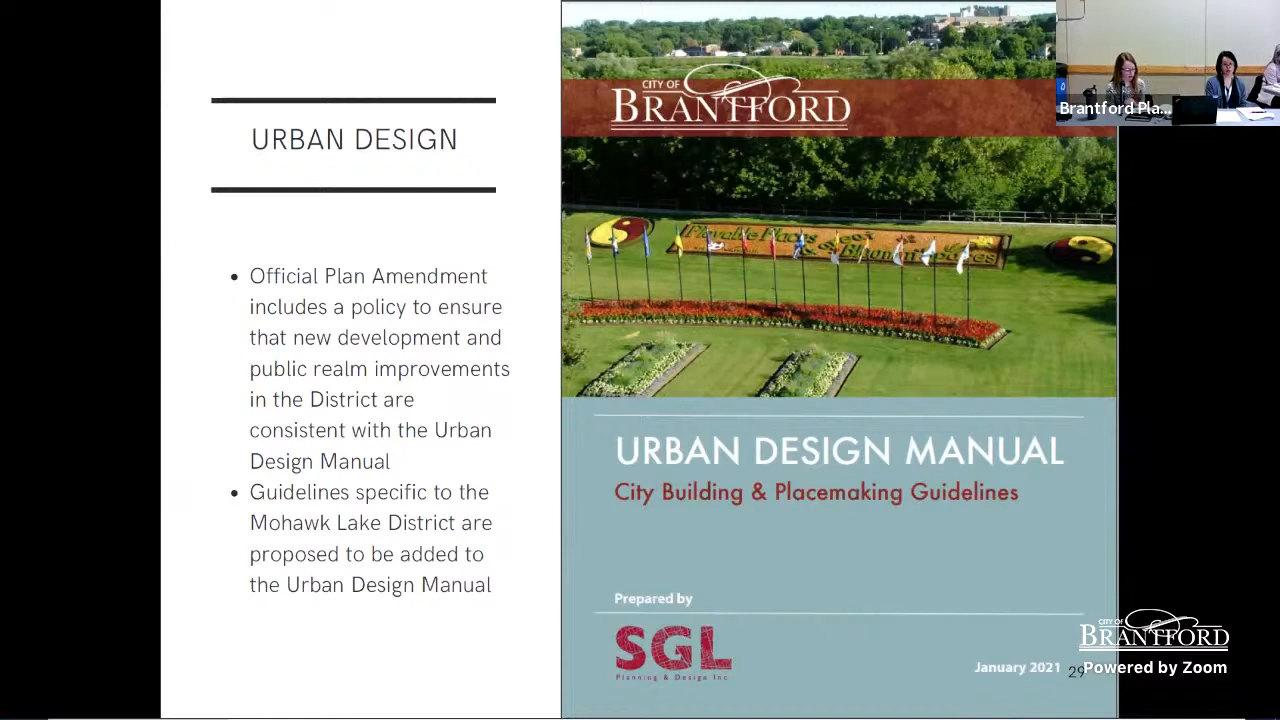 URBAN DESIGN
Official Plan Amendment
includes a policy to ensure
that new development and
public realm improvements
in the District are
consistent with the Urban
Design Manual
Guidelines specific to the
Mohawk Lake District are
proposed to be added to
the Urban Design Manual
CITY OF
BRANTFORD
URBAN DESIGN MANUAL
City Building & Placemaking Guidelines
Prepared by
SGL
Planning & Design Inc
January 2021
29
Brantford Pla...
CITY OF
BRANTFORD
Powered by Zoom